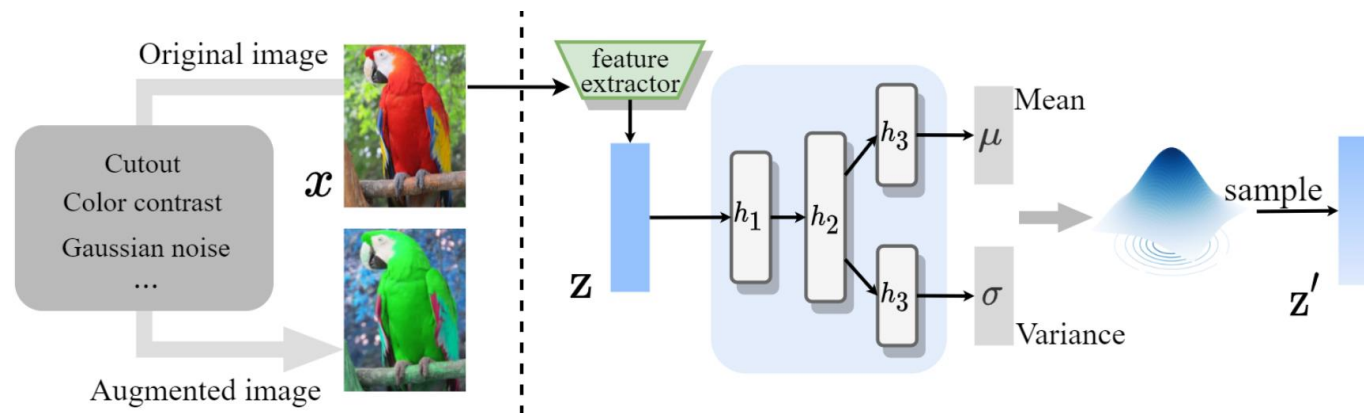 Original image
Cutout
Color contrast
Gaussian noise
...
x
Augmented image
feature
extractor
z
h₁
h₂
h₃
h₃
μ
Mean
σ
Variance
sample
z′